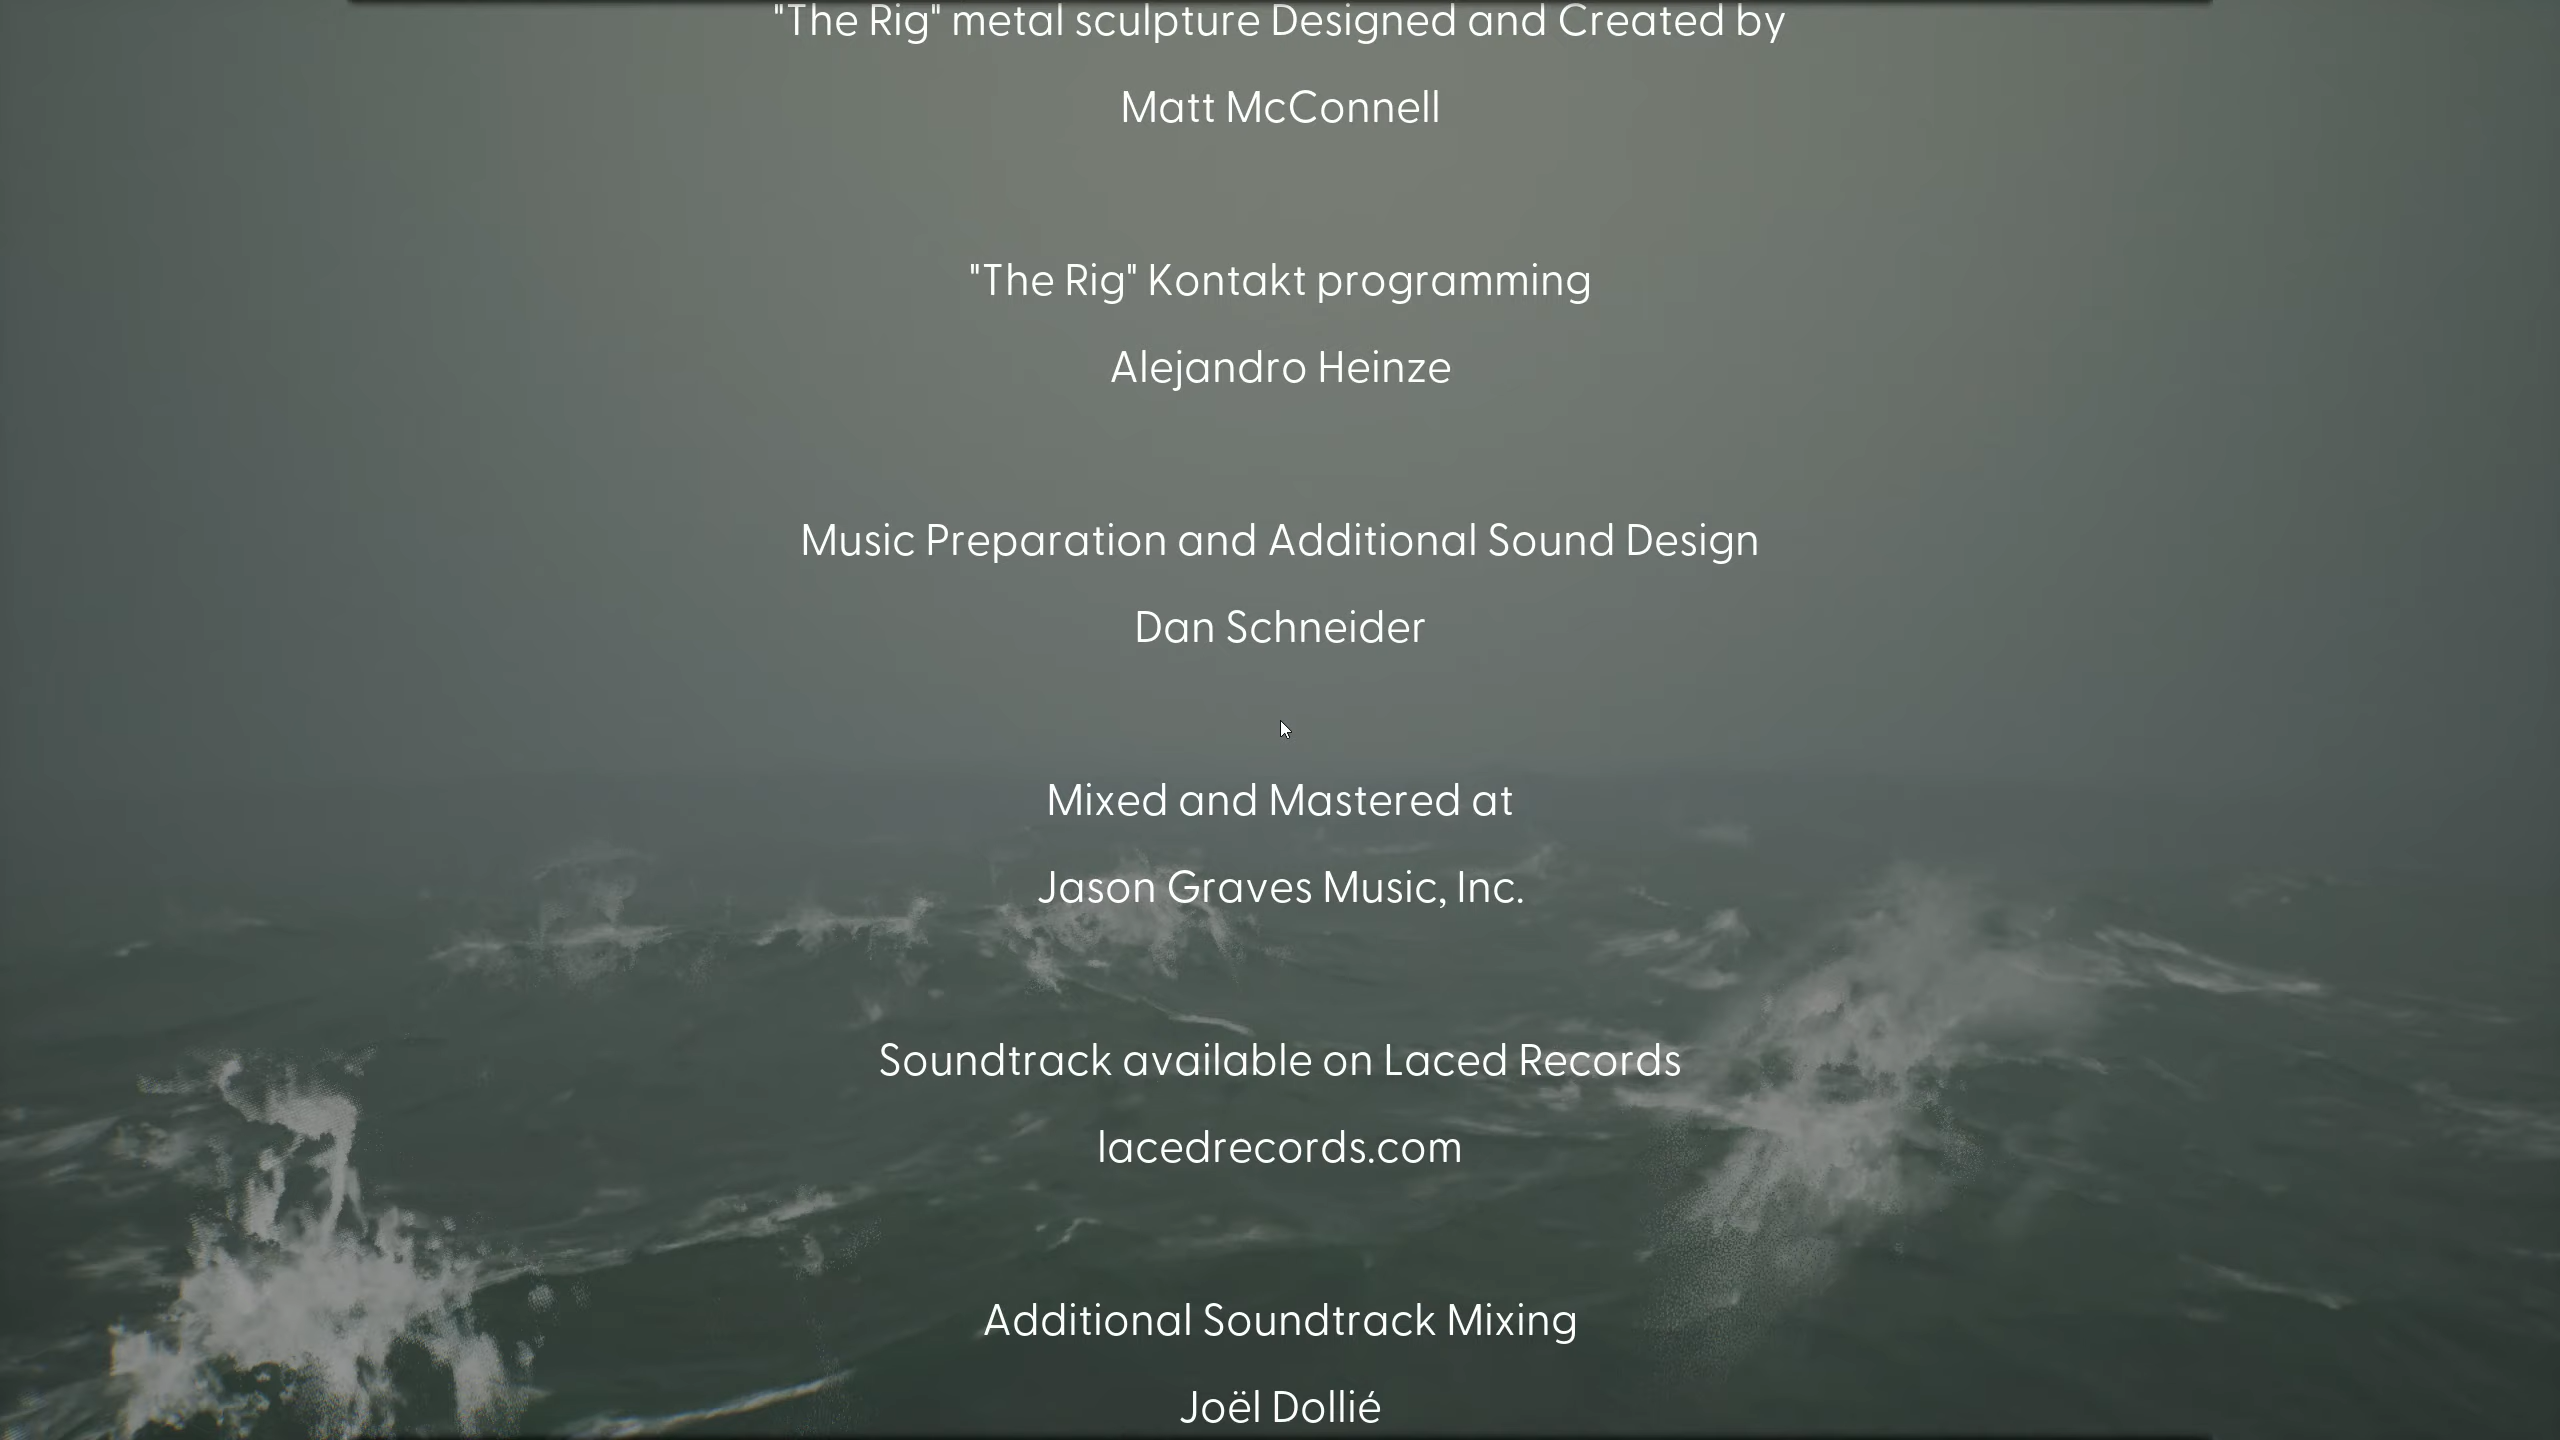 "The Rig" metal sculpture Designed and Created by
Matt McConnell
"The Rig" Kontakt programming
Alejandro Heinze
Music Preparation and Additional Sound Design
Dan Schneider
Mixed and Mastered at
Jason Graves Music, Inc.
Soundtrack available on Laced Records
lacedrecords.com
Additional Soundtrack Mixing
Joël Dollié